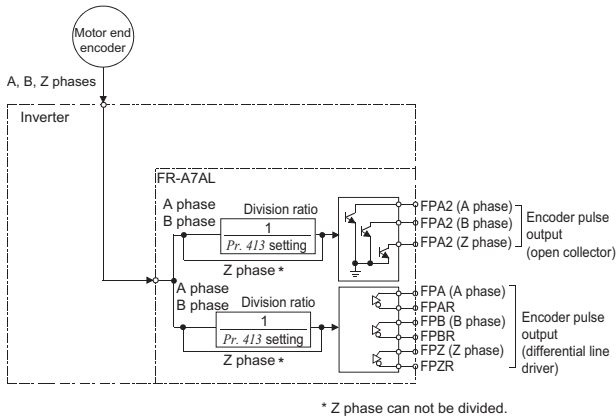 Motor end
encoder
A, B, Z phases
Inverter
FR-A7AL
A phase
B phase
Division ratio
1
Pr. 413 setting
Z phase *
FPA2 (A phase)
FPA2 (B phase)
FPA2 (Z phase)
Encoder pulse
output
(open collector)
A phase
B phase
Division ratio
1
Pr. 413 setting
Z phase *
FPA (A phase)
FPAR
FPB (B phase)
FPBR
FPZ (Z phase)
FPZR
Encoder pulse
output
(differential line
driver)
* Z phase can not be divided.